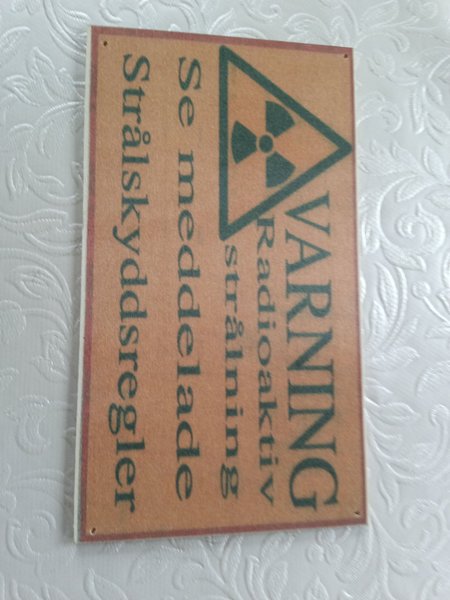 VARNING
Radioaktiv
strålning
Se meddelade
Strålskyddsregler